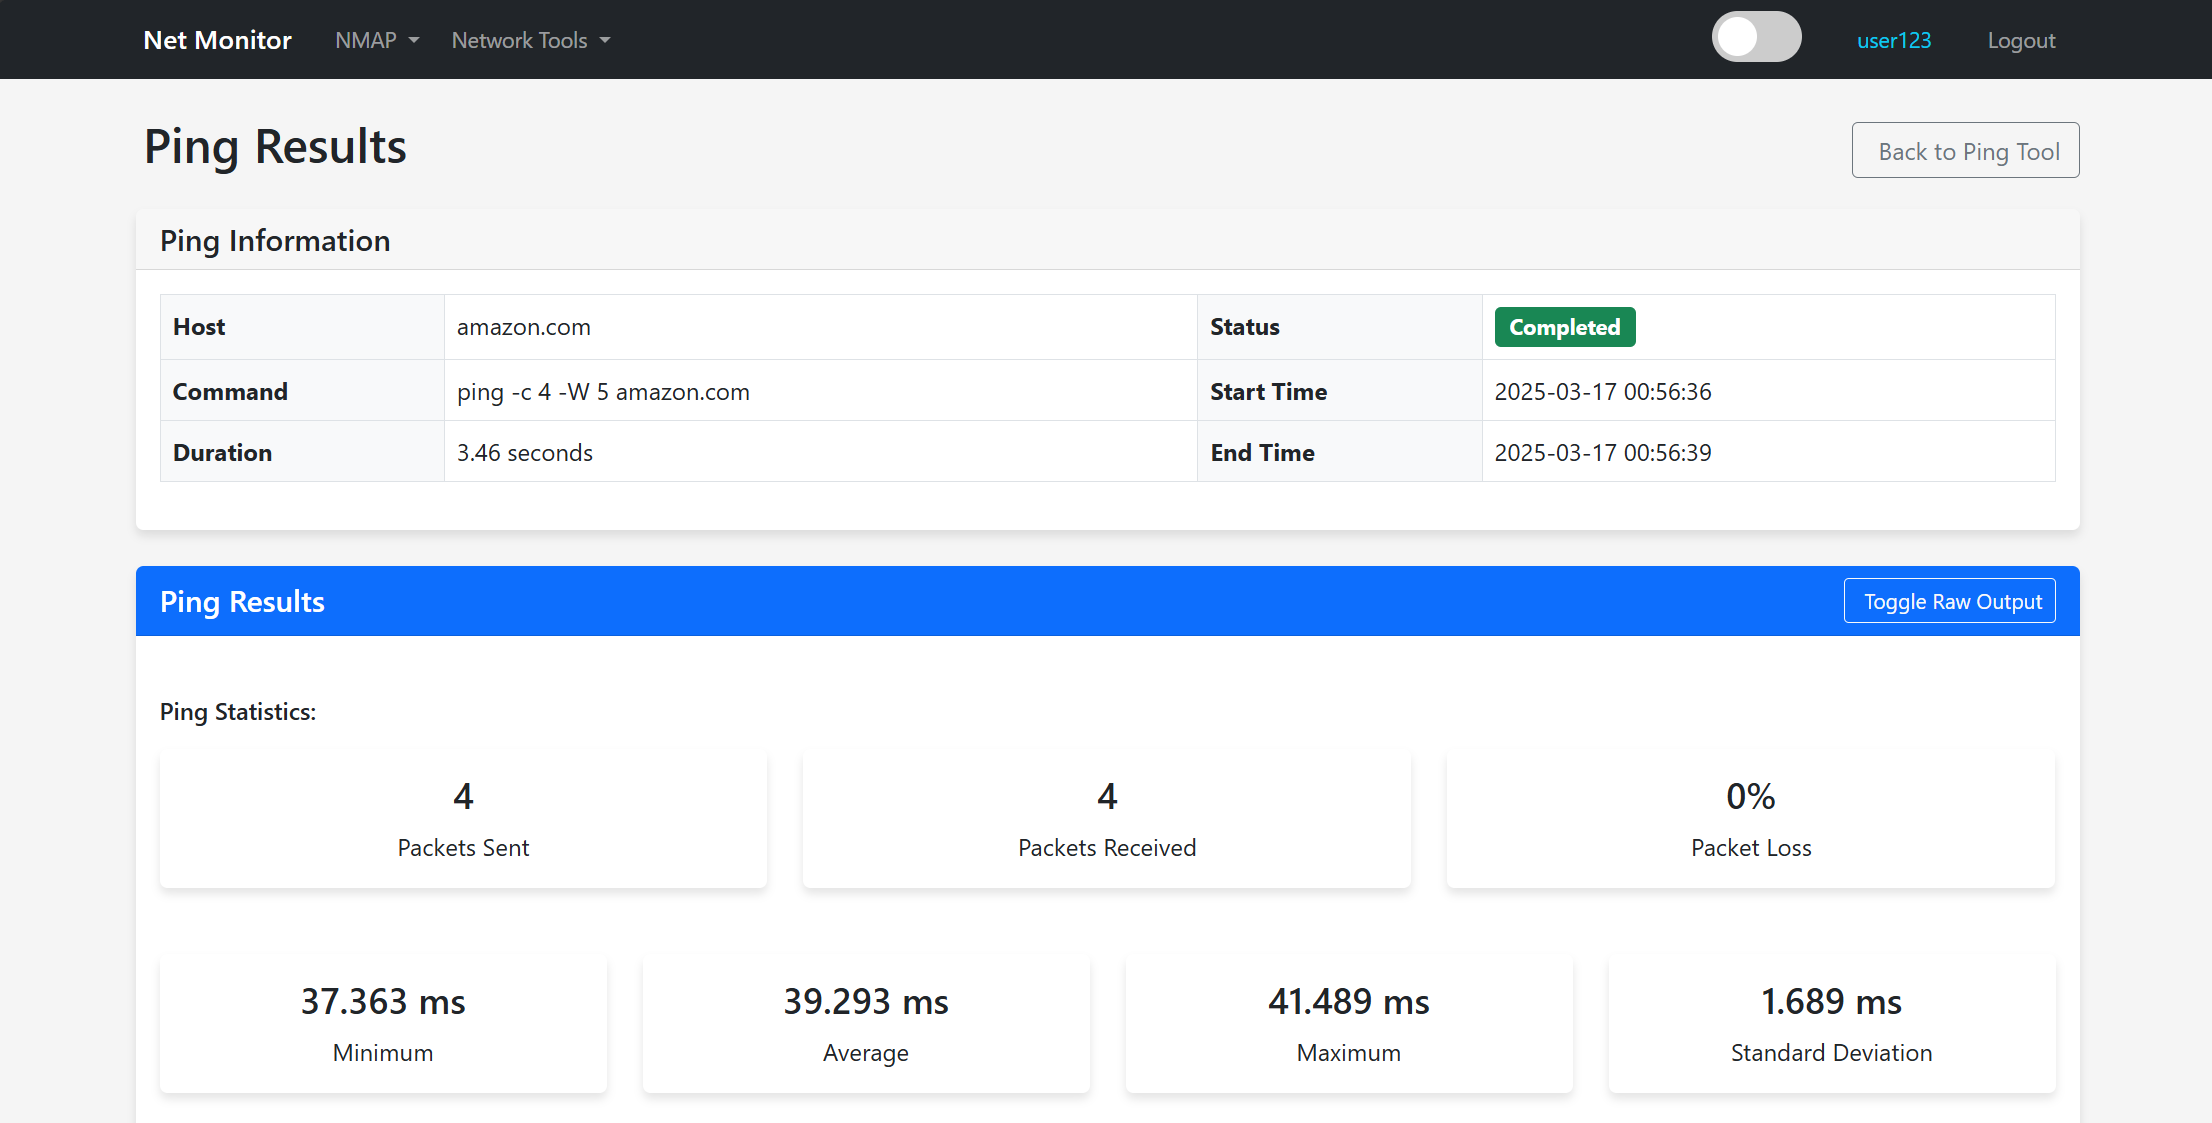 Net Monitor NMAP Network Tools user123 Logout
Ping Results Back to Ping Tool
Ping Information
Host amazon.com Status Completed
Command ping -c 4 -W 5 amazon.com Start Time 2025-03-17 00:56:36
Duration 3.46 seconds End Time 2025-03-17 00:56:39
Ping Results Toggle Raw Output
Ping Statistics:
4 4 0%
Packets Sent Packets Received Packet Loss
37.363 ms 39.293 ms 41.489 ms 1.689 ms
Minimum Average Maximum Standard Deviation